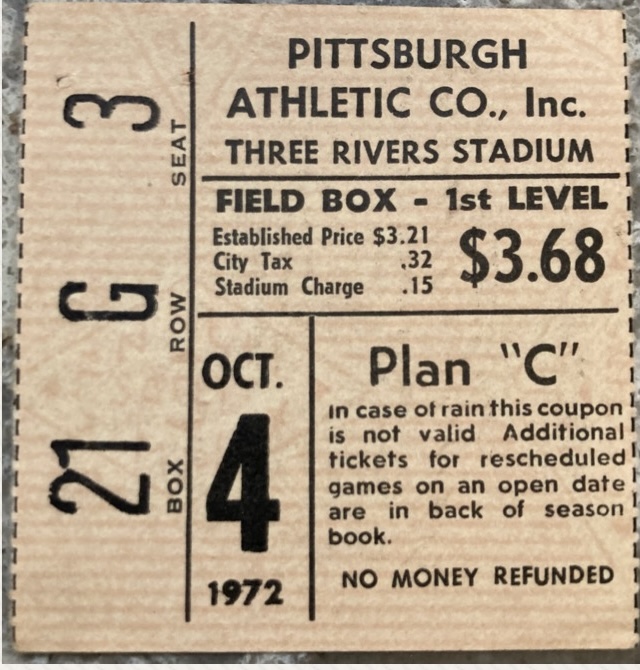 PITTSBURGH
ATHLETIC CO., Inc.
THREE RIVERS STADIUM
FIELD BOX - 1st LEVEL
Established Price $3.21
City Tax .32
Stadium Charge .15
$3.68
SEAT 3
ROW G
BOX 21
OCT.
4
1972
Plan "C"
In case of rain this coupon
is not valid Additional
tickets for rescheduled
games on an open date
are in back of season
book.
NO MONEY REFUNDED